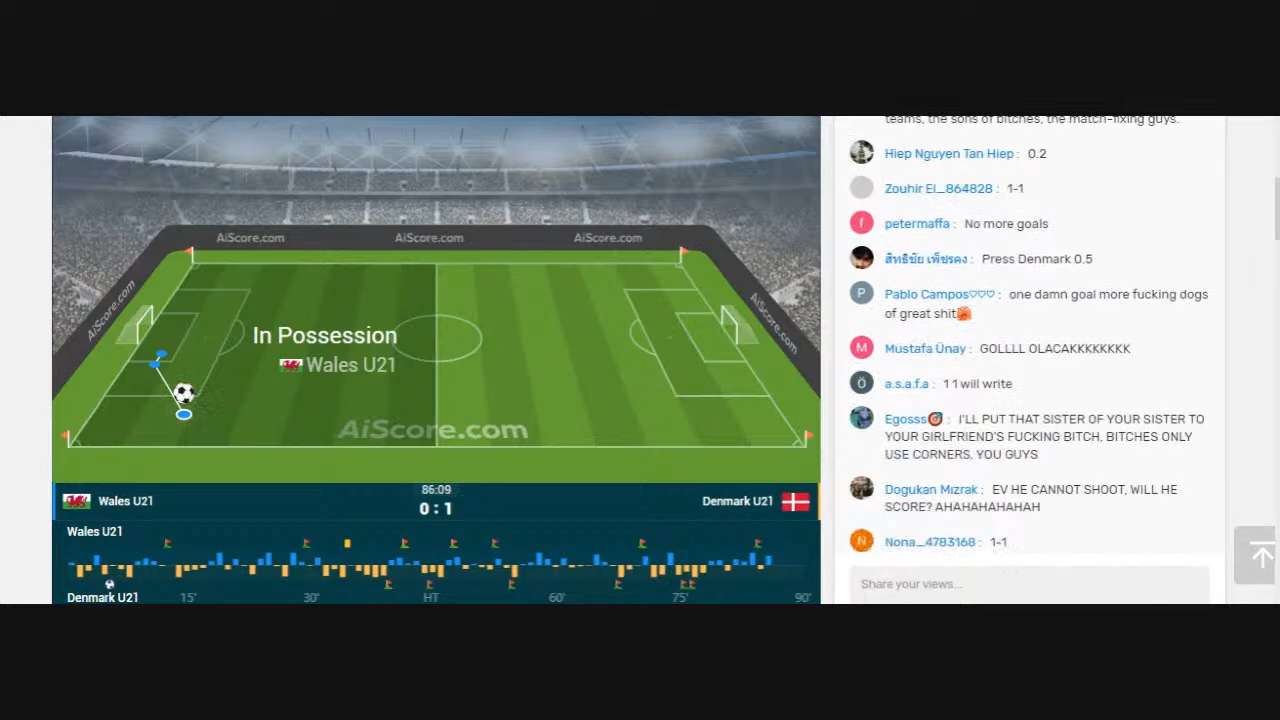 AiScore.com
AiScore.com
AiScore.com
AiScore.com
AiScore.com
In Possession
Wales U21
AiScore.com
86:09
Wales U21
0 : 1
Denmark U21
Wales U21
Denmark U21
15'
30'
HT
60'
75'
90'
teams, the sons of bitches, the match-fixing guys.
Hiep Nguyen Tan Hiep : 0.2
Zouhir El_864828 : 1-1
f
petermaffa : No more goals
สิทธิชัย เพ็ชรคง : Press Denmark 0.5
P
Pablo Campos♡♡♡ : one damn goal more fucking dogs
of great shit
M
Mustafa Ünay : GOLLLL OLACAKKKKKKKK
Ö
a.s.a.f.a : 1 1 will write
Egosss🎯 : I'LL PUT THAT SISTER OF YOUR SISTER TO
YOUR GIRLFRIEND'S FUCKING BITCH, BITCHES ONLY
USE CORNERS, YOU GUYS
Dogukan Mızrak : EV HE CANNOT SHOOT, WILL HE
SCORE? AHAHAHAHAHAH
N
Nona_4783168 : 1-1
Share your views...